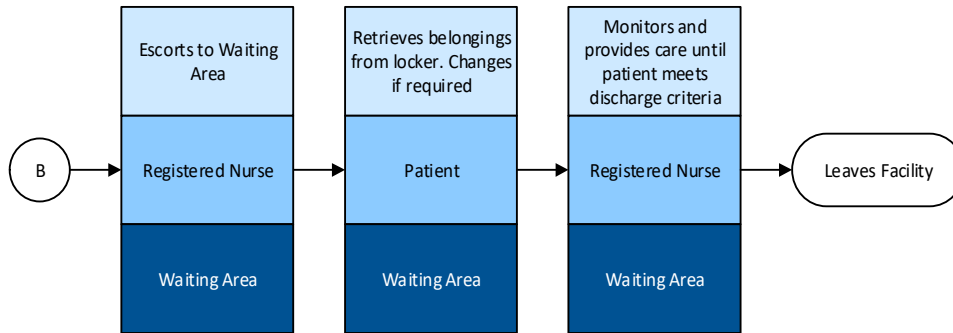 B
Escorts to Waiting
Area
Registered Nurse
Waiting Area
Retrieves belongings
from locker. Changes
if required
Patient
Waiting Area
Monitors and
provides care until
patient meets
discharge criteria
Registered Nurse
Waiting Area
Leaves Facility